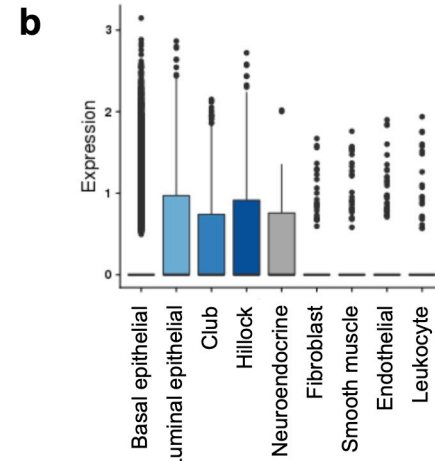 b
Expression
3
2
1
0
Basal epithelial
uminal epithelial
Club
Hillock
Neuroendocrine
Fibroblast
Smooth muscle
Endothelial
Leukocyte